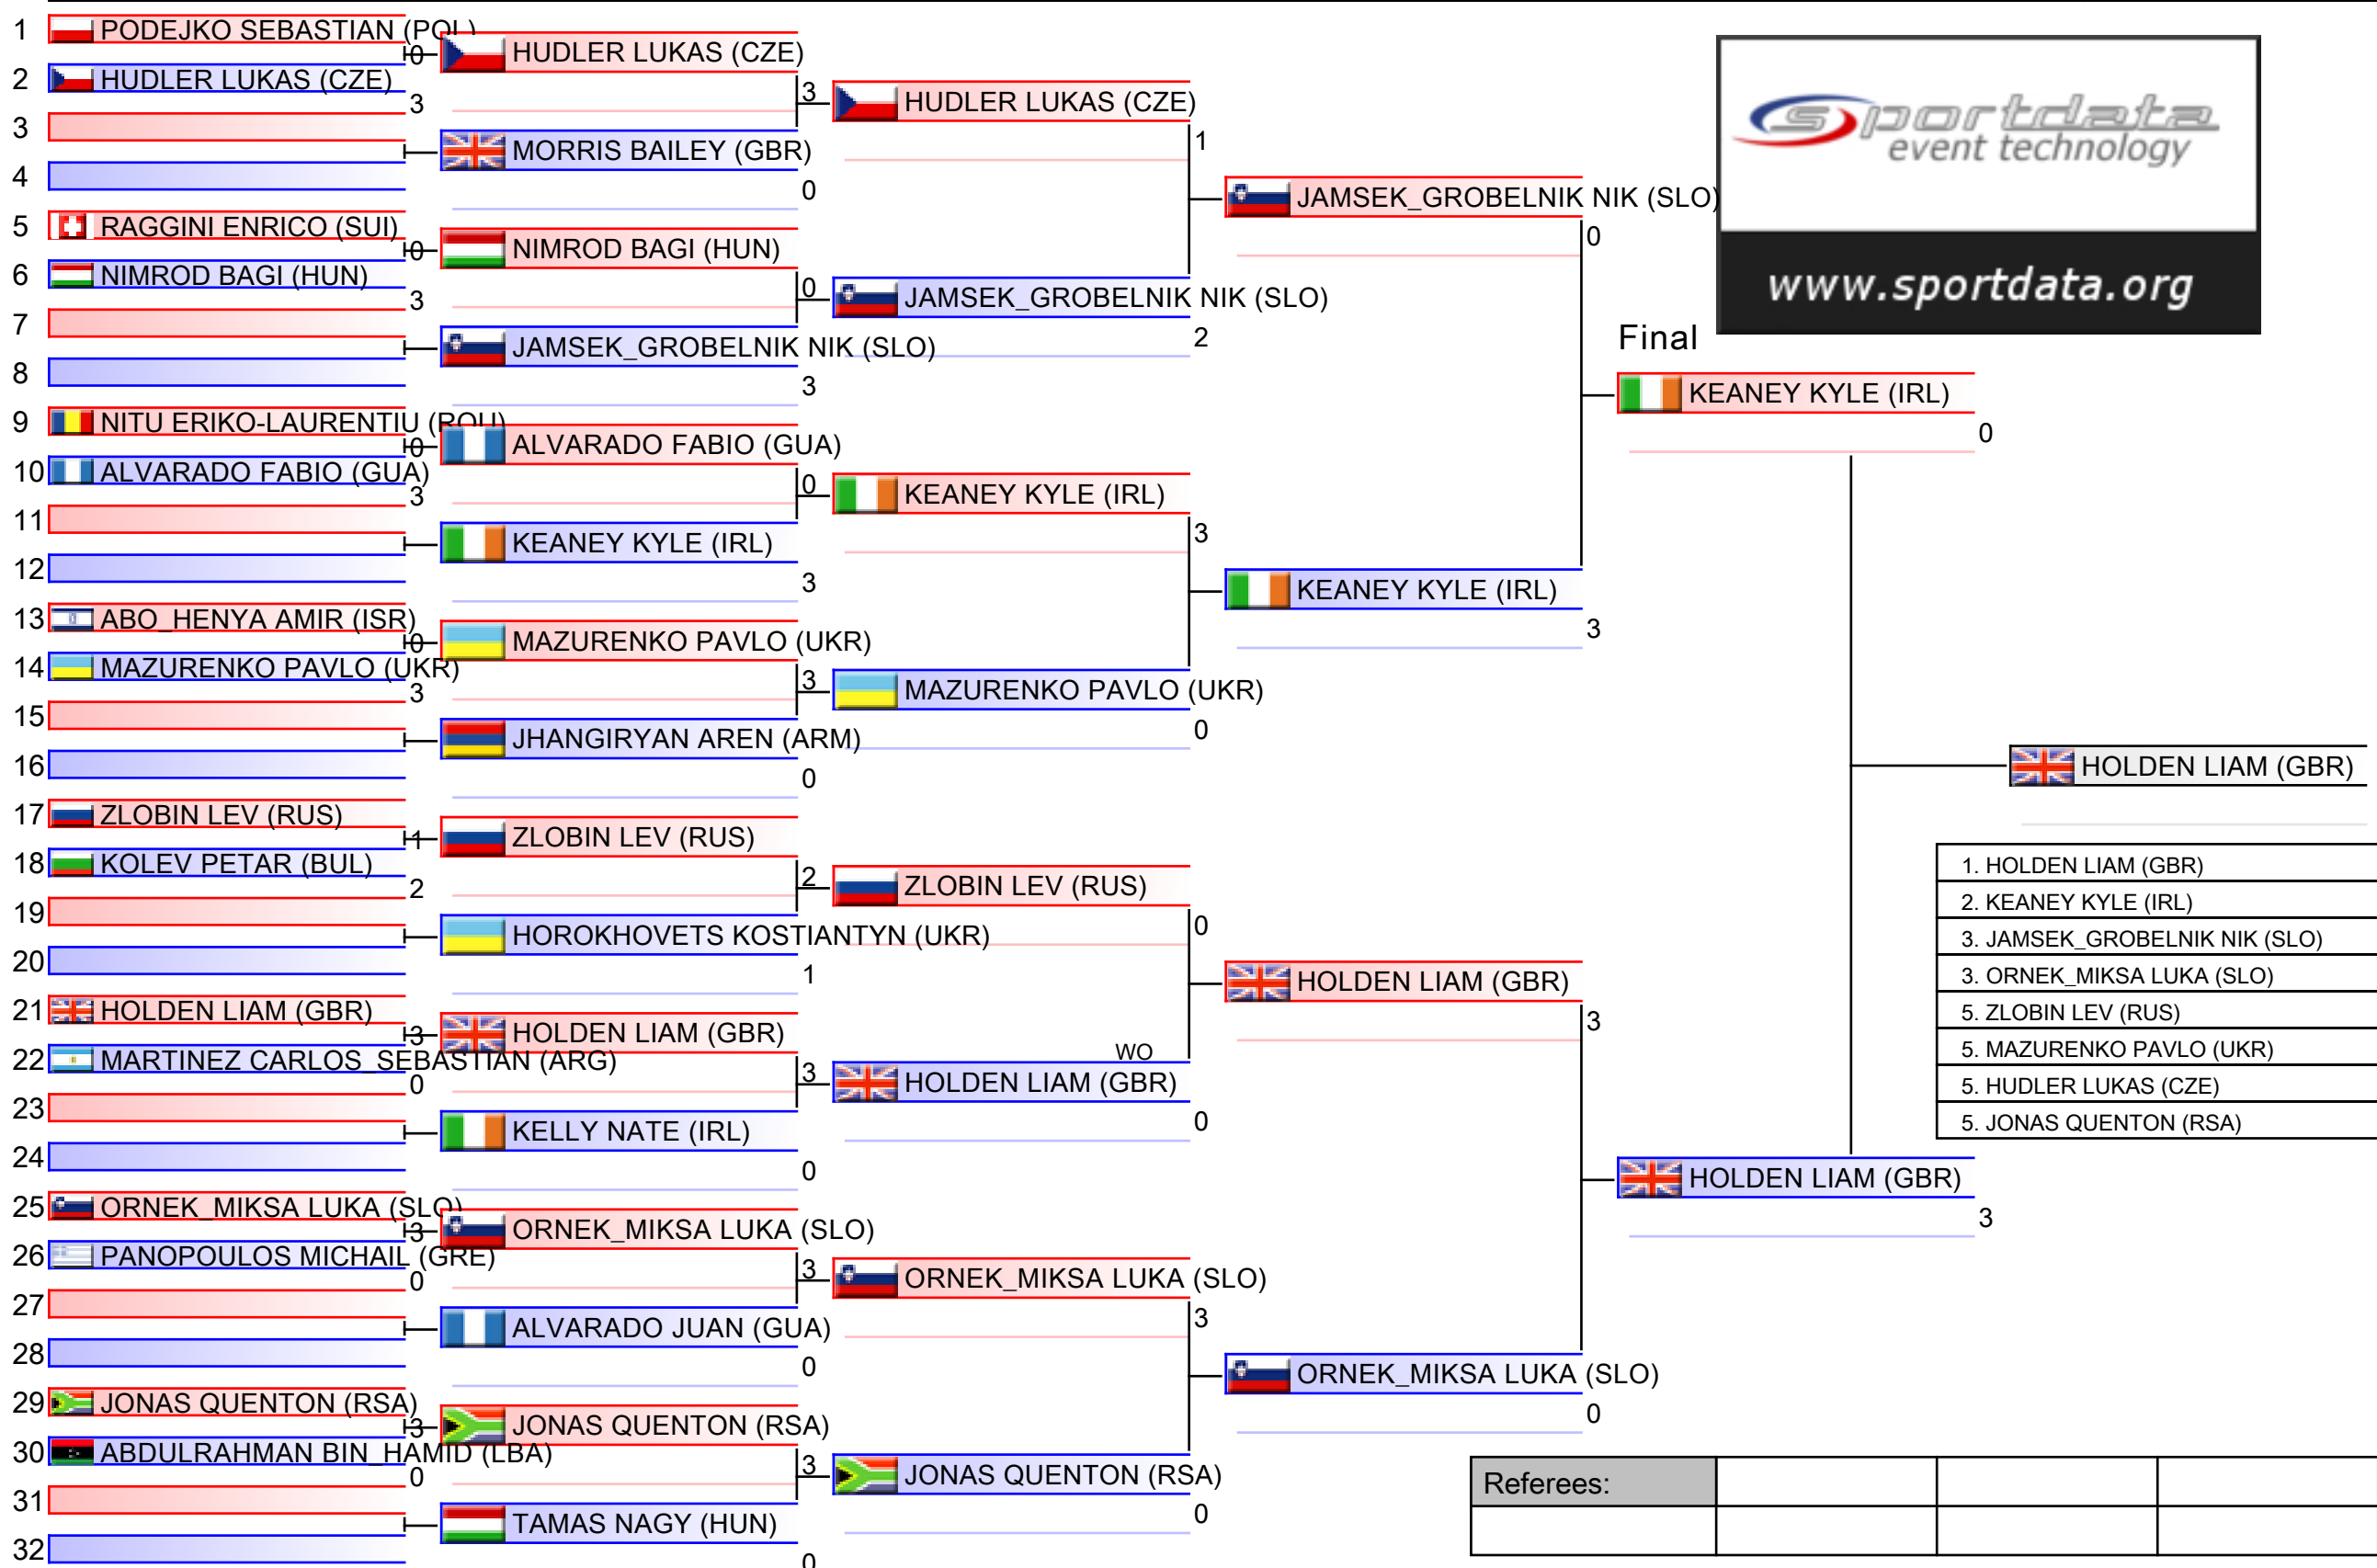 1 PODEJKO SEBASTIAN (POL)
0
2 HUDLER LUKAS (CZE)
3
3
4
5 RAGGINI ENRICO (SUI)
0
6 NIMROD BAGI (HUN)
3
7
8
9 NITU ERIKO-LAURENTIU (ROU)
0
10 ALVARADO FABIO (GUA)
3
11
12
13 ABO_HENYA AMIR (ISR)
0
14 MAZURENKO PAVLO (UKR)
3
15
16
17 ZLOBIN LEV (RUS)
1
18 KOLEV PETAR (BUL)
2
19
20
21 HOLDEN LIAM (GBR)
3
22 MARTINEZ CARLOS_SEBASTIAN (ARG)
0
23
24
25 ORNEK_MIKSA LUKA (SLO)
3
26 PANOPOULOS MICHAIL (GRE)
0
27
28
29 JONAS QUENTON (RSA)
3
30 ABDULRAHMAN BIN_HAMID (LBA)
0
31
32
HUDLER LUKAS (CZE)
3
MORRIS BAILEY (GBR)
0
NIMROD BAGI (HUN)
0
JAMSEK_GROBELNIK NIK (SLO)
3
ALVARADO FABIO (GUA)
0
KEANEY KYLE (IRL)
3
MAZURENKO PAVLO (UKR)
3
JHANGIRYAN AREN (ARM)
0
ZLOBIN LEV (RUS)
2
HOROKHOVETS KOSTIANTYN (UKR)
1
HOLDEN LIAM (GBR)
3
KELLY NATE (IRL)
0
ORNEK_MIKSA LUKA (SLO)
3
ALVARADO JUAN (GUA)
0
JONAS QUENTON (RSA)
3
TAMAS NAGY (HUN)
0
HUDLER LUKAS (CZE)
1
JAMSEK_GROBELNIK NIK (SLO)
2
KEANEY KYLE (IRL)
3
MAZURENKO PAVLO (UKR)
0
ZLOBIN LEV (RUS)
0
WO
HOLDEN LIAM (GBR)
0
ORNEK_MIKSA LUKA (SLO)
3
JONAS QUENTON (RSA)
0
JAMSEK_GROBELNIK NIK (SLO)
0
KEANEY KYLE (IRL)
3
HOLDEN LIAM (GBR)
3
ORNEK_MIKSA LUKA (SLO)
0
sportdata
event technology
www.sportdata.org
Final
KEANEY KYLE (IRL)
0
HOLDEN LIAM (GBR)
3
HOLDEN LIAM (GBR)
1. HOLDEN LIAM (GBR)
2. KEANEY KYLE (IRL)
3. JAMSEK_GROBELNIK NIK (SLO)
3. ORNEK_MIKSA LUKA (SLO)
5. ZLOBIN LEV (RUS)
5. MAZURENKO PAVLO (UKR)
5. HUDLER LUKAS (CZE)
5. JONAS QUENTON (RSA)
Referees: